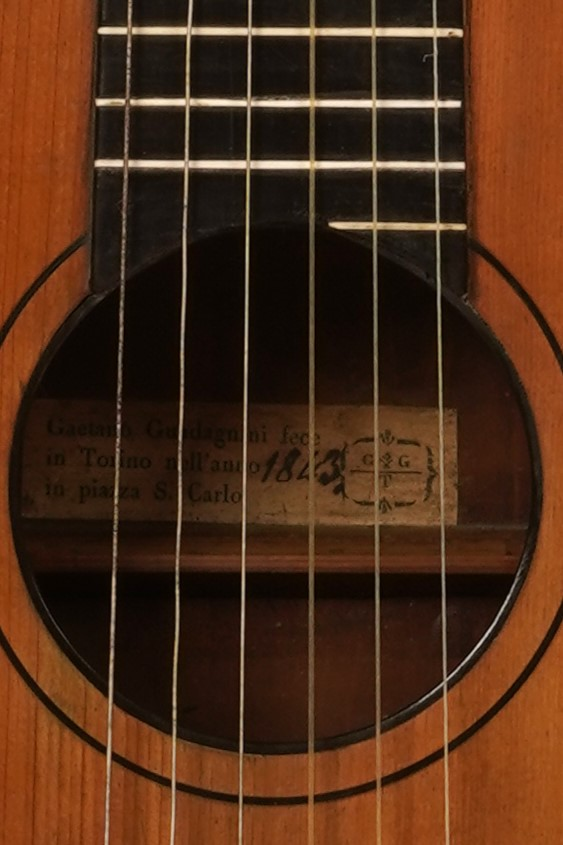 Gaetano Guadagnini fece
in Torino nell'anno 1843
in piazza S. Carlo
G G
T